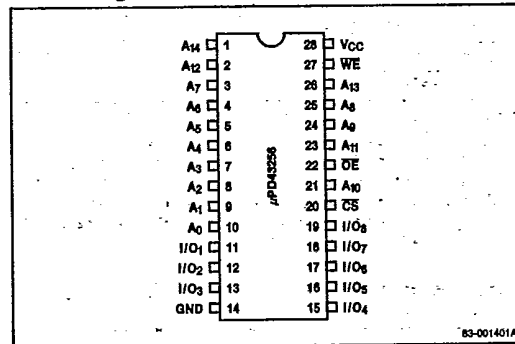 A14 1 28 VCC
A12 2 27 WE
A7 3 26 A13
A6 4 25 A8
A5 5 24 A9
A4 6 23 A11
A3 7 22 OE
A2 8 21 A10
A1 9 20 CS
A0 10 19 I/O8
I/O1 11 18 I/O7
I/O2 12 17 I/O6
I/O3 13 16 I/O5
GND 14 15 I/O4
μPD43256
83-001401A